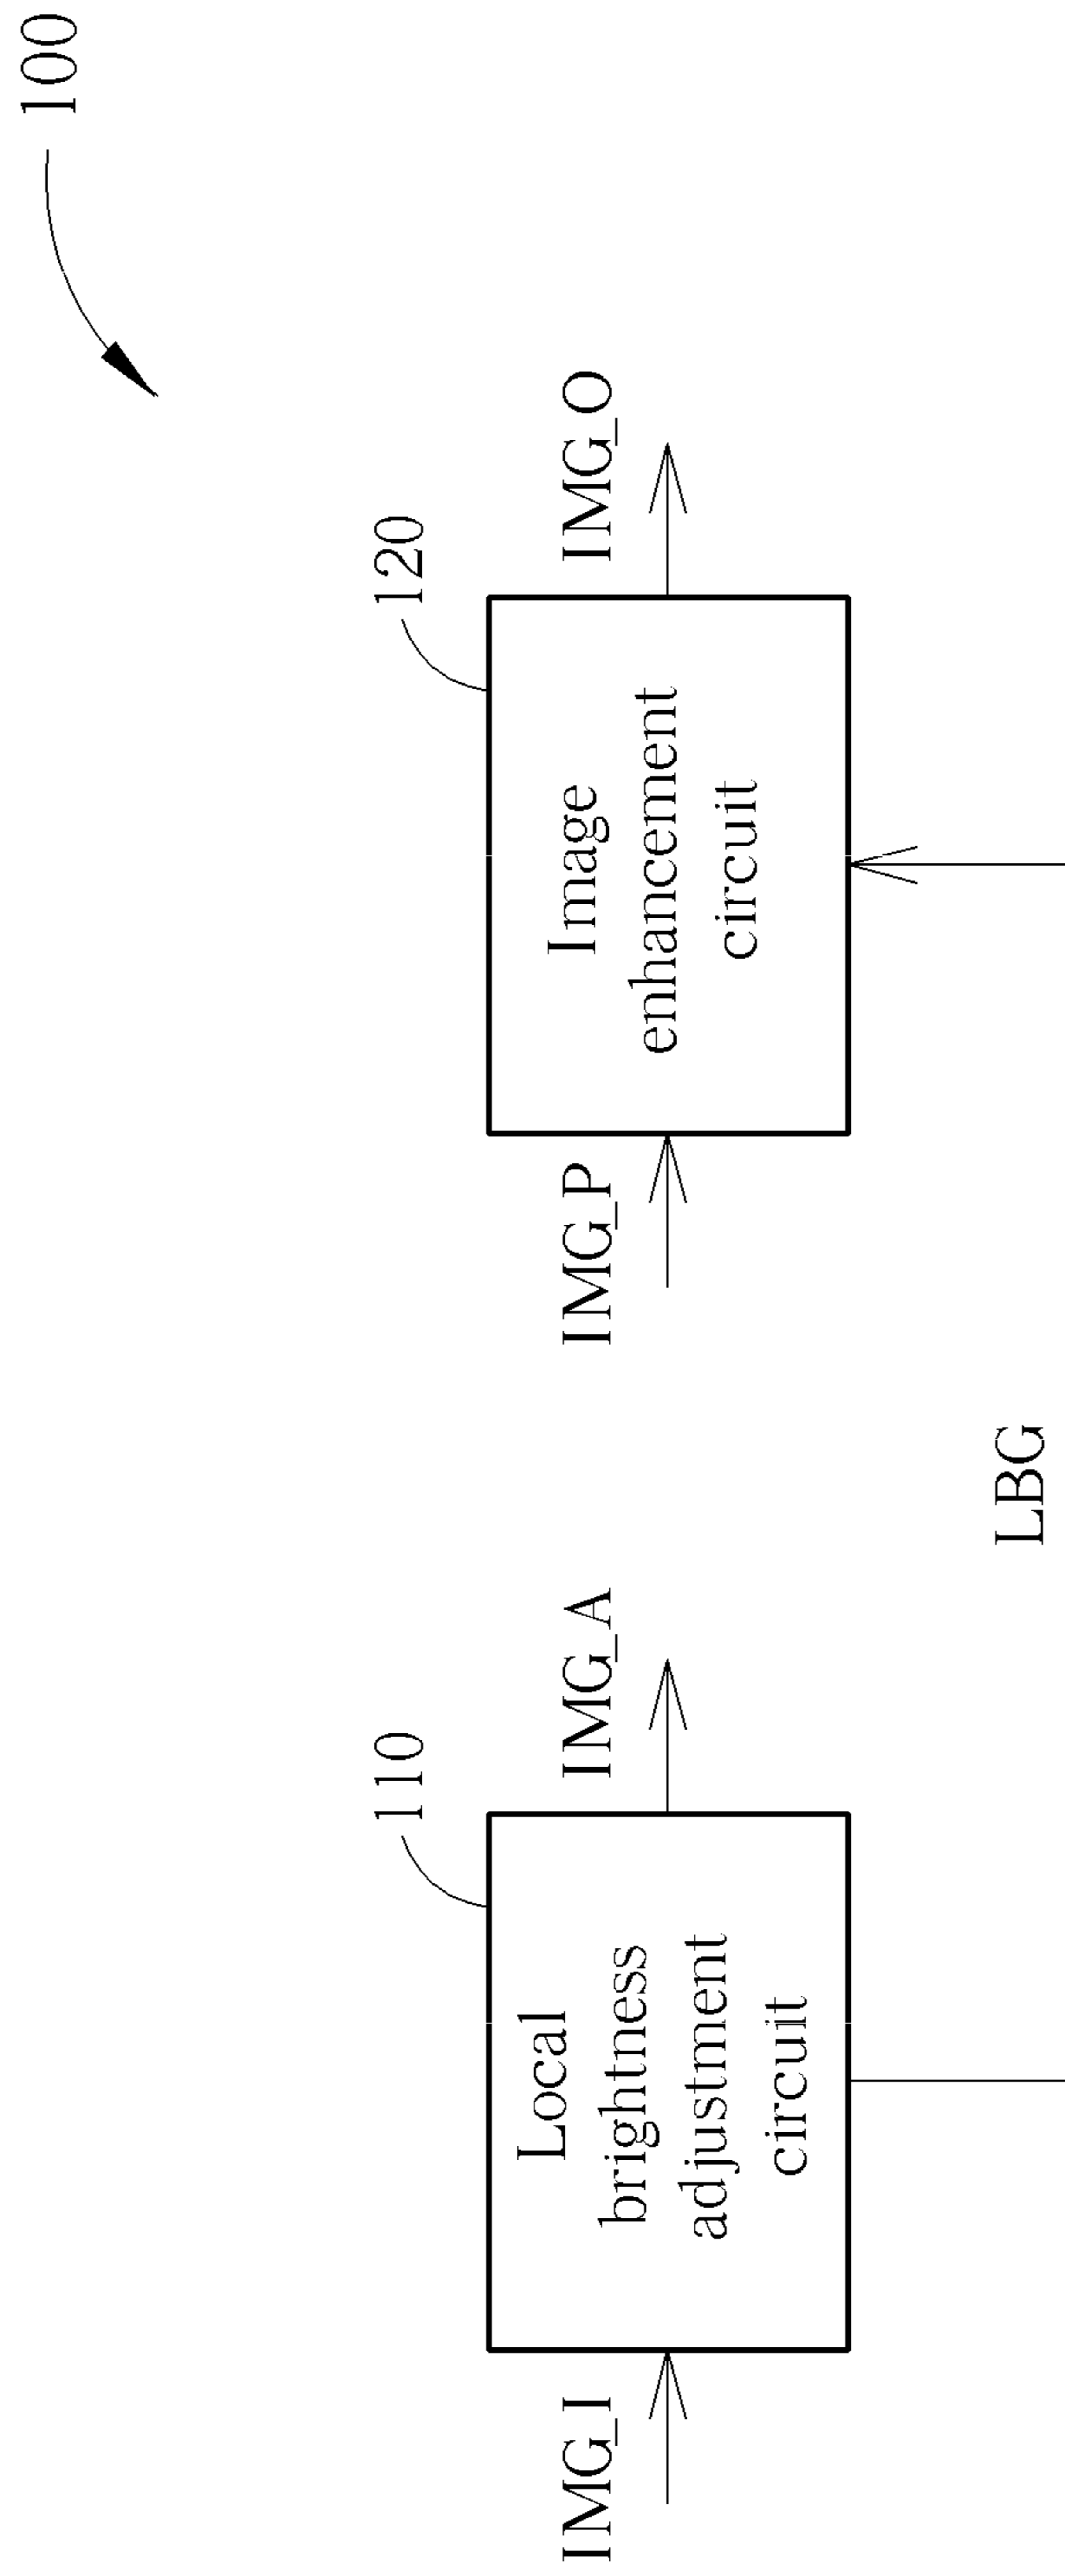 100
110
120
IMG_I
Local
brightness
adjustment
circuit
IMG_A
IMG_P
Image
enhancement
circuit
IMG_O
LBG